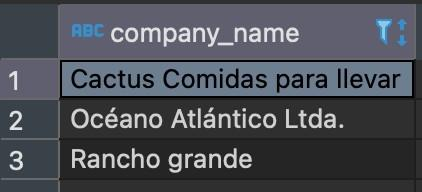 ABC company_name
1 Cactus Comidas para llevar
2 Océano Atlántico Ltda.
3 Rancho grande